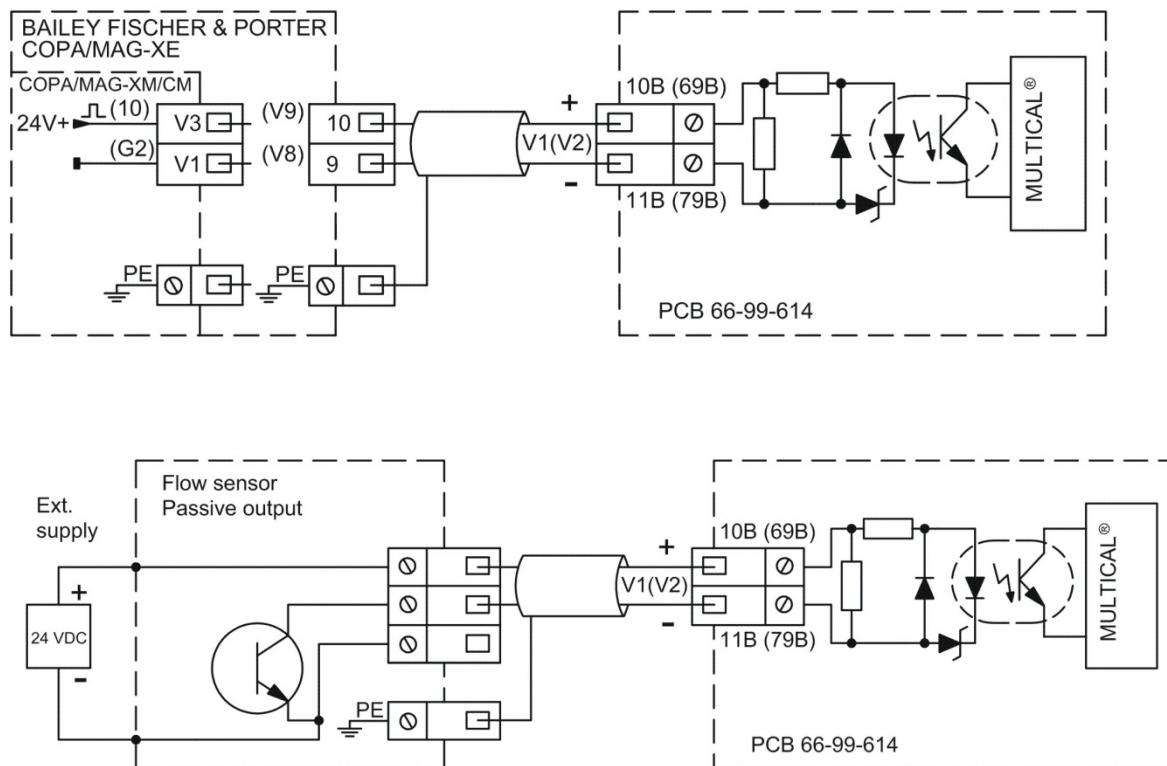 BAILEY FISCHER & PORTER
COPA/MAG-XE
COPA/MAG-XM/CM
24V+
(10)
V3
(V9)
10
(G2)
V1
(V8)
9
PE
PE
+
V1(V2)
-
10B (69B)
11B (79B)
MULTICAL®
PCB 66-99-614
Ext.
supply
+
24 VDC
-
Flow sensor
Passive output
PE
+
V1(V2)
-
10B (69B)
11B (79B)
MULTICAL®
PCB 66-99-614